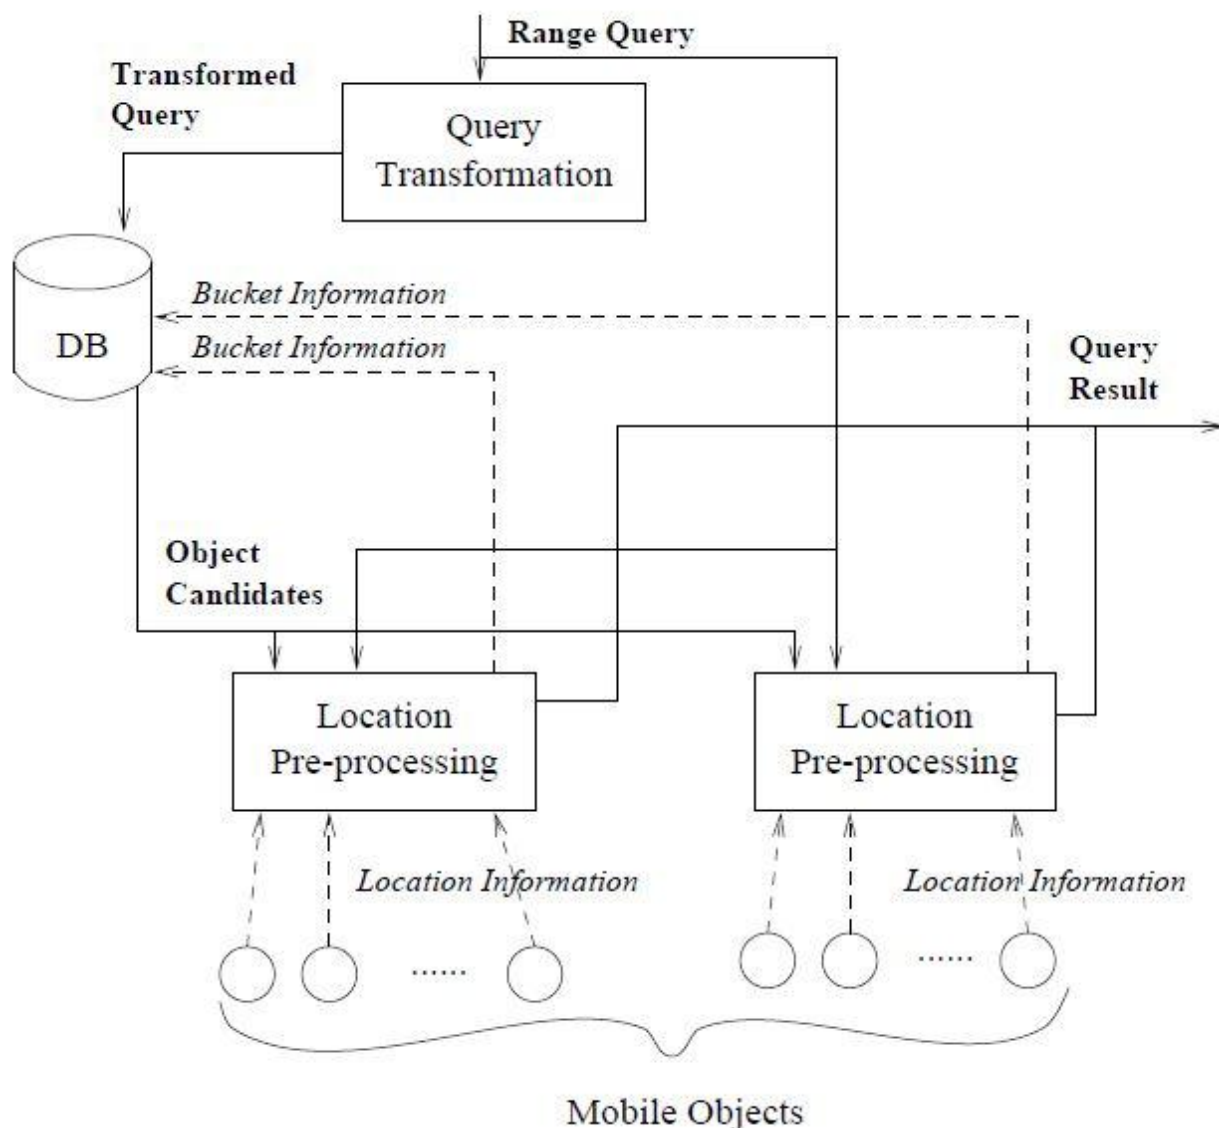 Range Query
Transformed
Query
Query
Transformation
Bucket Information
DB
Bucket Information
Query
Result
Object
Candidates
Location
Pre-processing
Location
Pre-processing
Location Information
Location Information
......
......
Mobile Objects